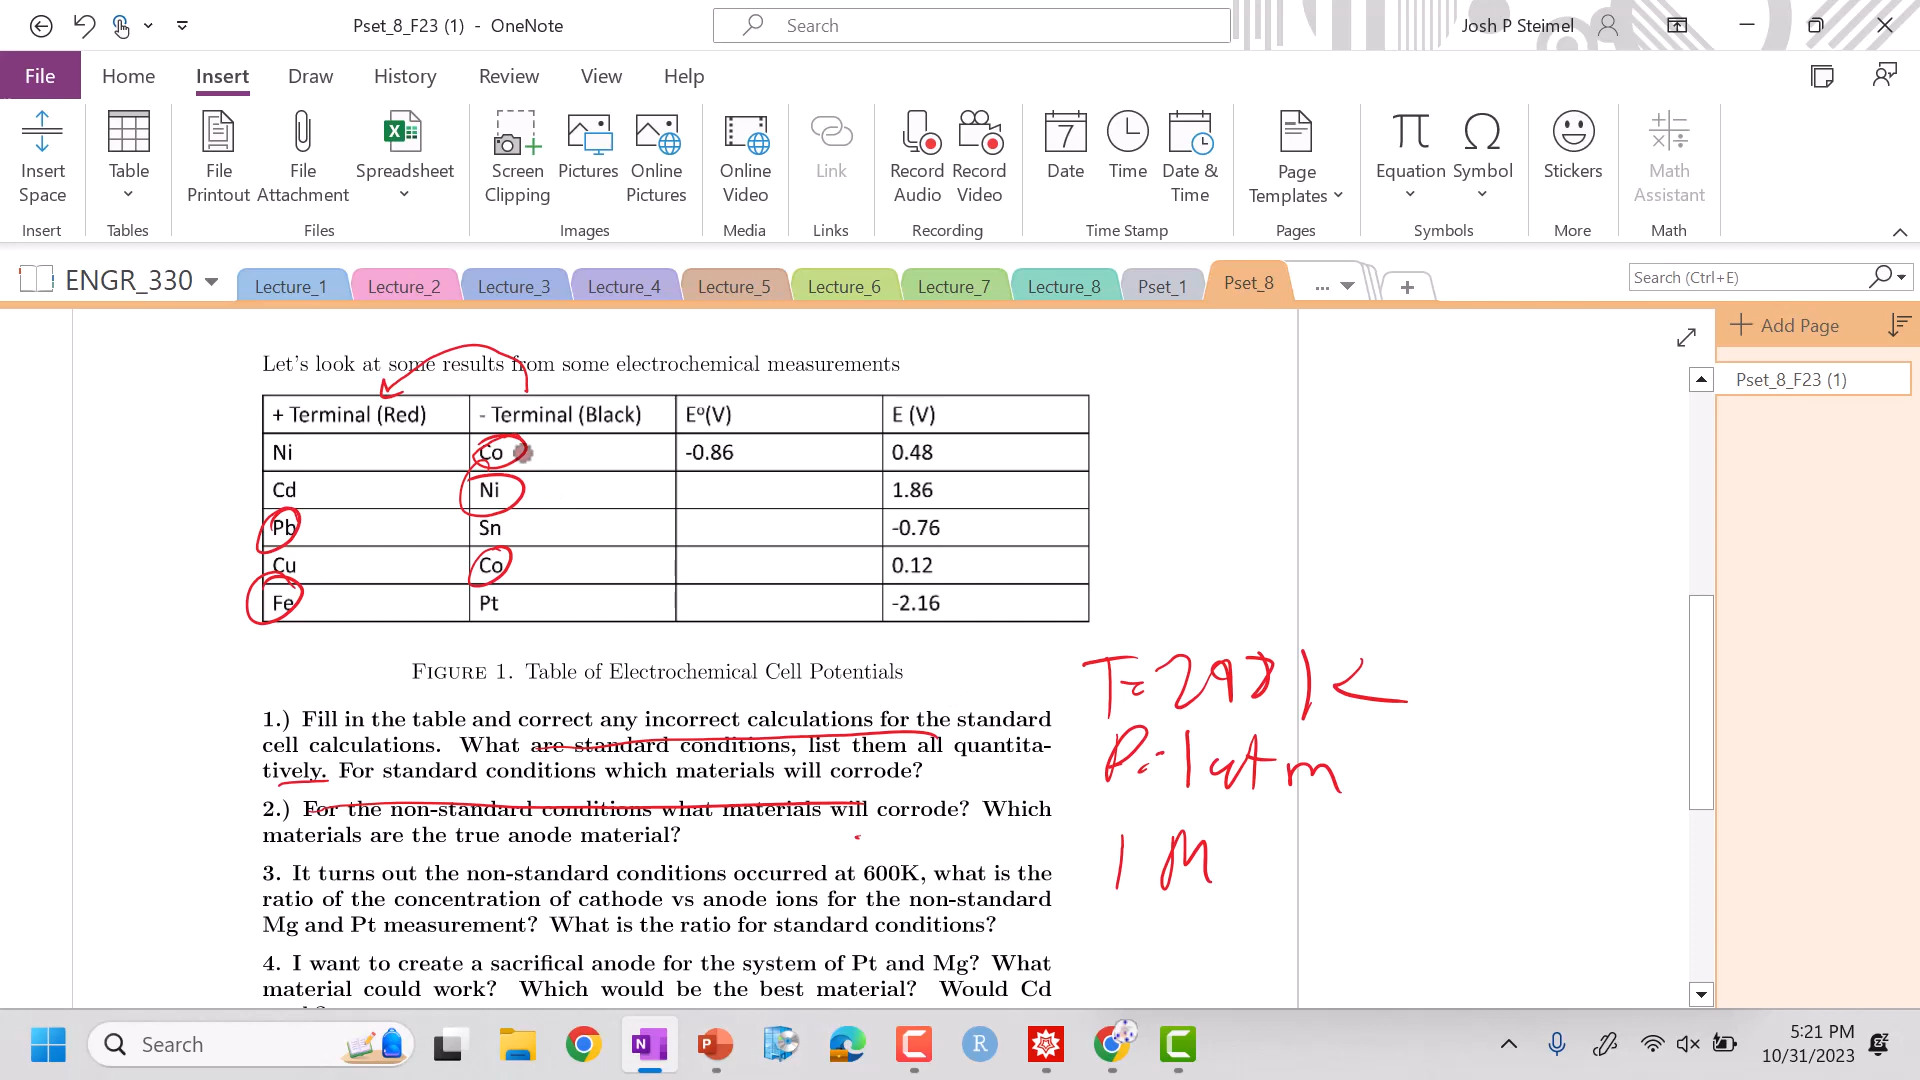 Pset_8_F23 (1) - OneNote
Search
Josh P Steimel
File Home Insert Draw History Review View Help
Insert Space
Table
File Printout
File Attachment
Spreadsheet
Screen Clipping
Pictures
Online Pictures
Online Video
Link
Record Audio
Record Video
Date
Time
Date & Time
Page Templates
Equation
Symbol
Stickers
Math Assistant
Insert Tables Files Images Media Links Recording Time Stamp Pages Symbols More Math
ENGR_330
Lecture_1 Lecture_2 Lecture_3 Lecture_4 Lecture_5 Lecture_6 Lecture_7 Lecture_8 Pset_1 Pset_8 ... +
Search (Ctrl+E)
Add Page
Pset_8_F23 (1)
Let's look at some results from some electrochemical measurements
+ Terminal (Red) - Terminal (Black) Eº(V) E (V)
Ni Co -0.86 0.48
Cd Ni 1.86
Pb Sn -0.76
Cu Co 0.12
Fe Pt -2.16
Figure 1. Table of Electrochemical Cell Potentials
1.) Fill in the table and correct any incorrect calculations for the standard
cell calculations. What are standard conditions, list them all quantita-
tively. For standard conditions which materials will corrode?
2.) For the non-standard conditions what materials will corrode? Which
materials are the true anode material?
3. It turns out the non-standard conditions occurred at 600K, what is the
ratio of the concentration of cathode vs anode ions for the non-standard
Mg and Pt measurement? What is the ratio for standard conditions?
4. I want to create a sacrifical anode for the system of Pt and Mg? What
material could work? Which would be the best material? Would Cd
T=298 K
P=1 atm
1 M
Search
5:21 PM
10/31/2023